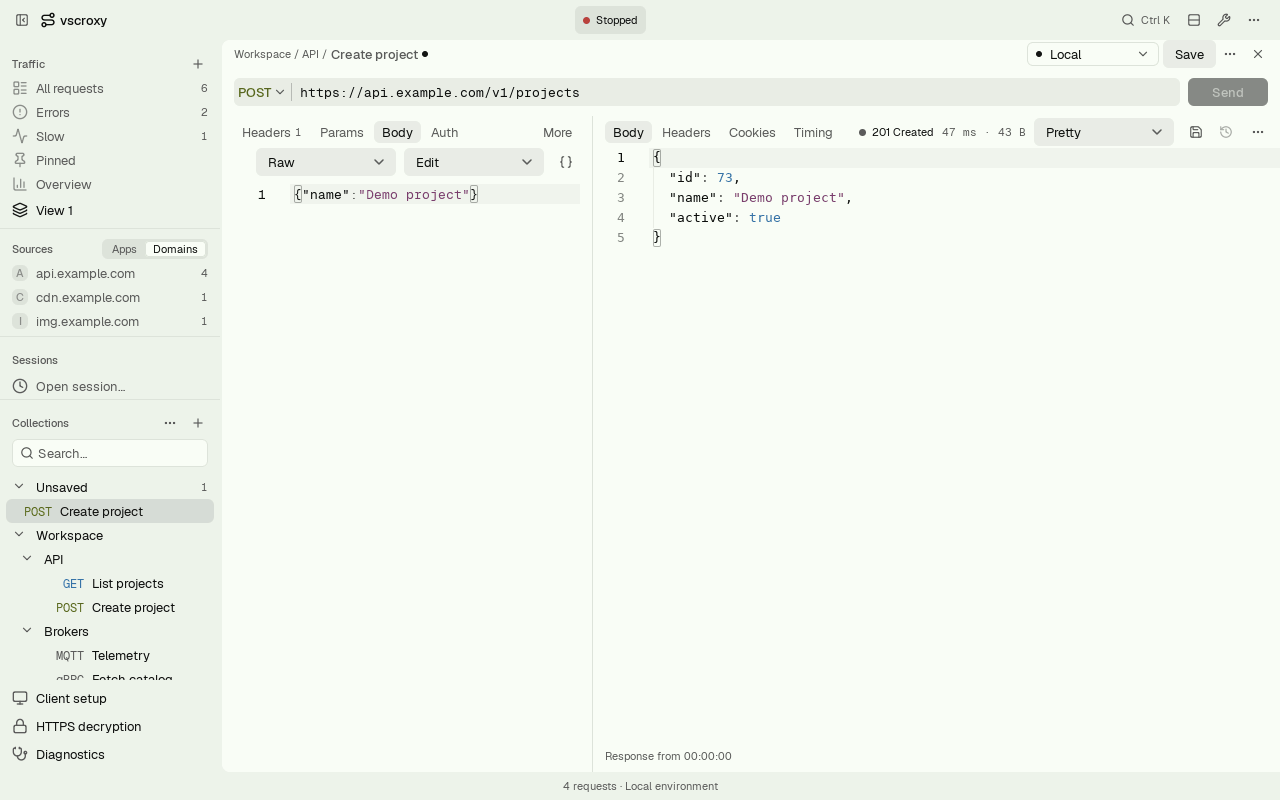 vscroxy
Stopped
Ctrl K
Traffic
All requests 6
Errors 2
Slow 1
Pinned
Overview
View 1
Sources Apps Domains
A api.example.com 4
C cdn.example.com 1
I img.example.com 1
Sessions
Open session...
Collections
Search...
Unsaved 1
POST Create project
Workspace
API
GET List projects
POST Create project
Brokers
MQTT Telemetry
gRPC Fetch catalog
Client setup
HTTPS decryption
Diagnostics
Workspace / API / Create project
Local Save
POST https://api.example.com/v1/projects Send
Headers 1 Params Body Auth More
Raw Edit {}
1 {"name":"Demo project"}
Body Headers Cookies Timing 201 Created 47 ms · 43 B Pretty
1 {
2 "id": 73,
3 "name": "Demo project",
4 "active": true
5 }
Response from 00:00:00
4 requests · Local environment